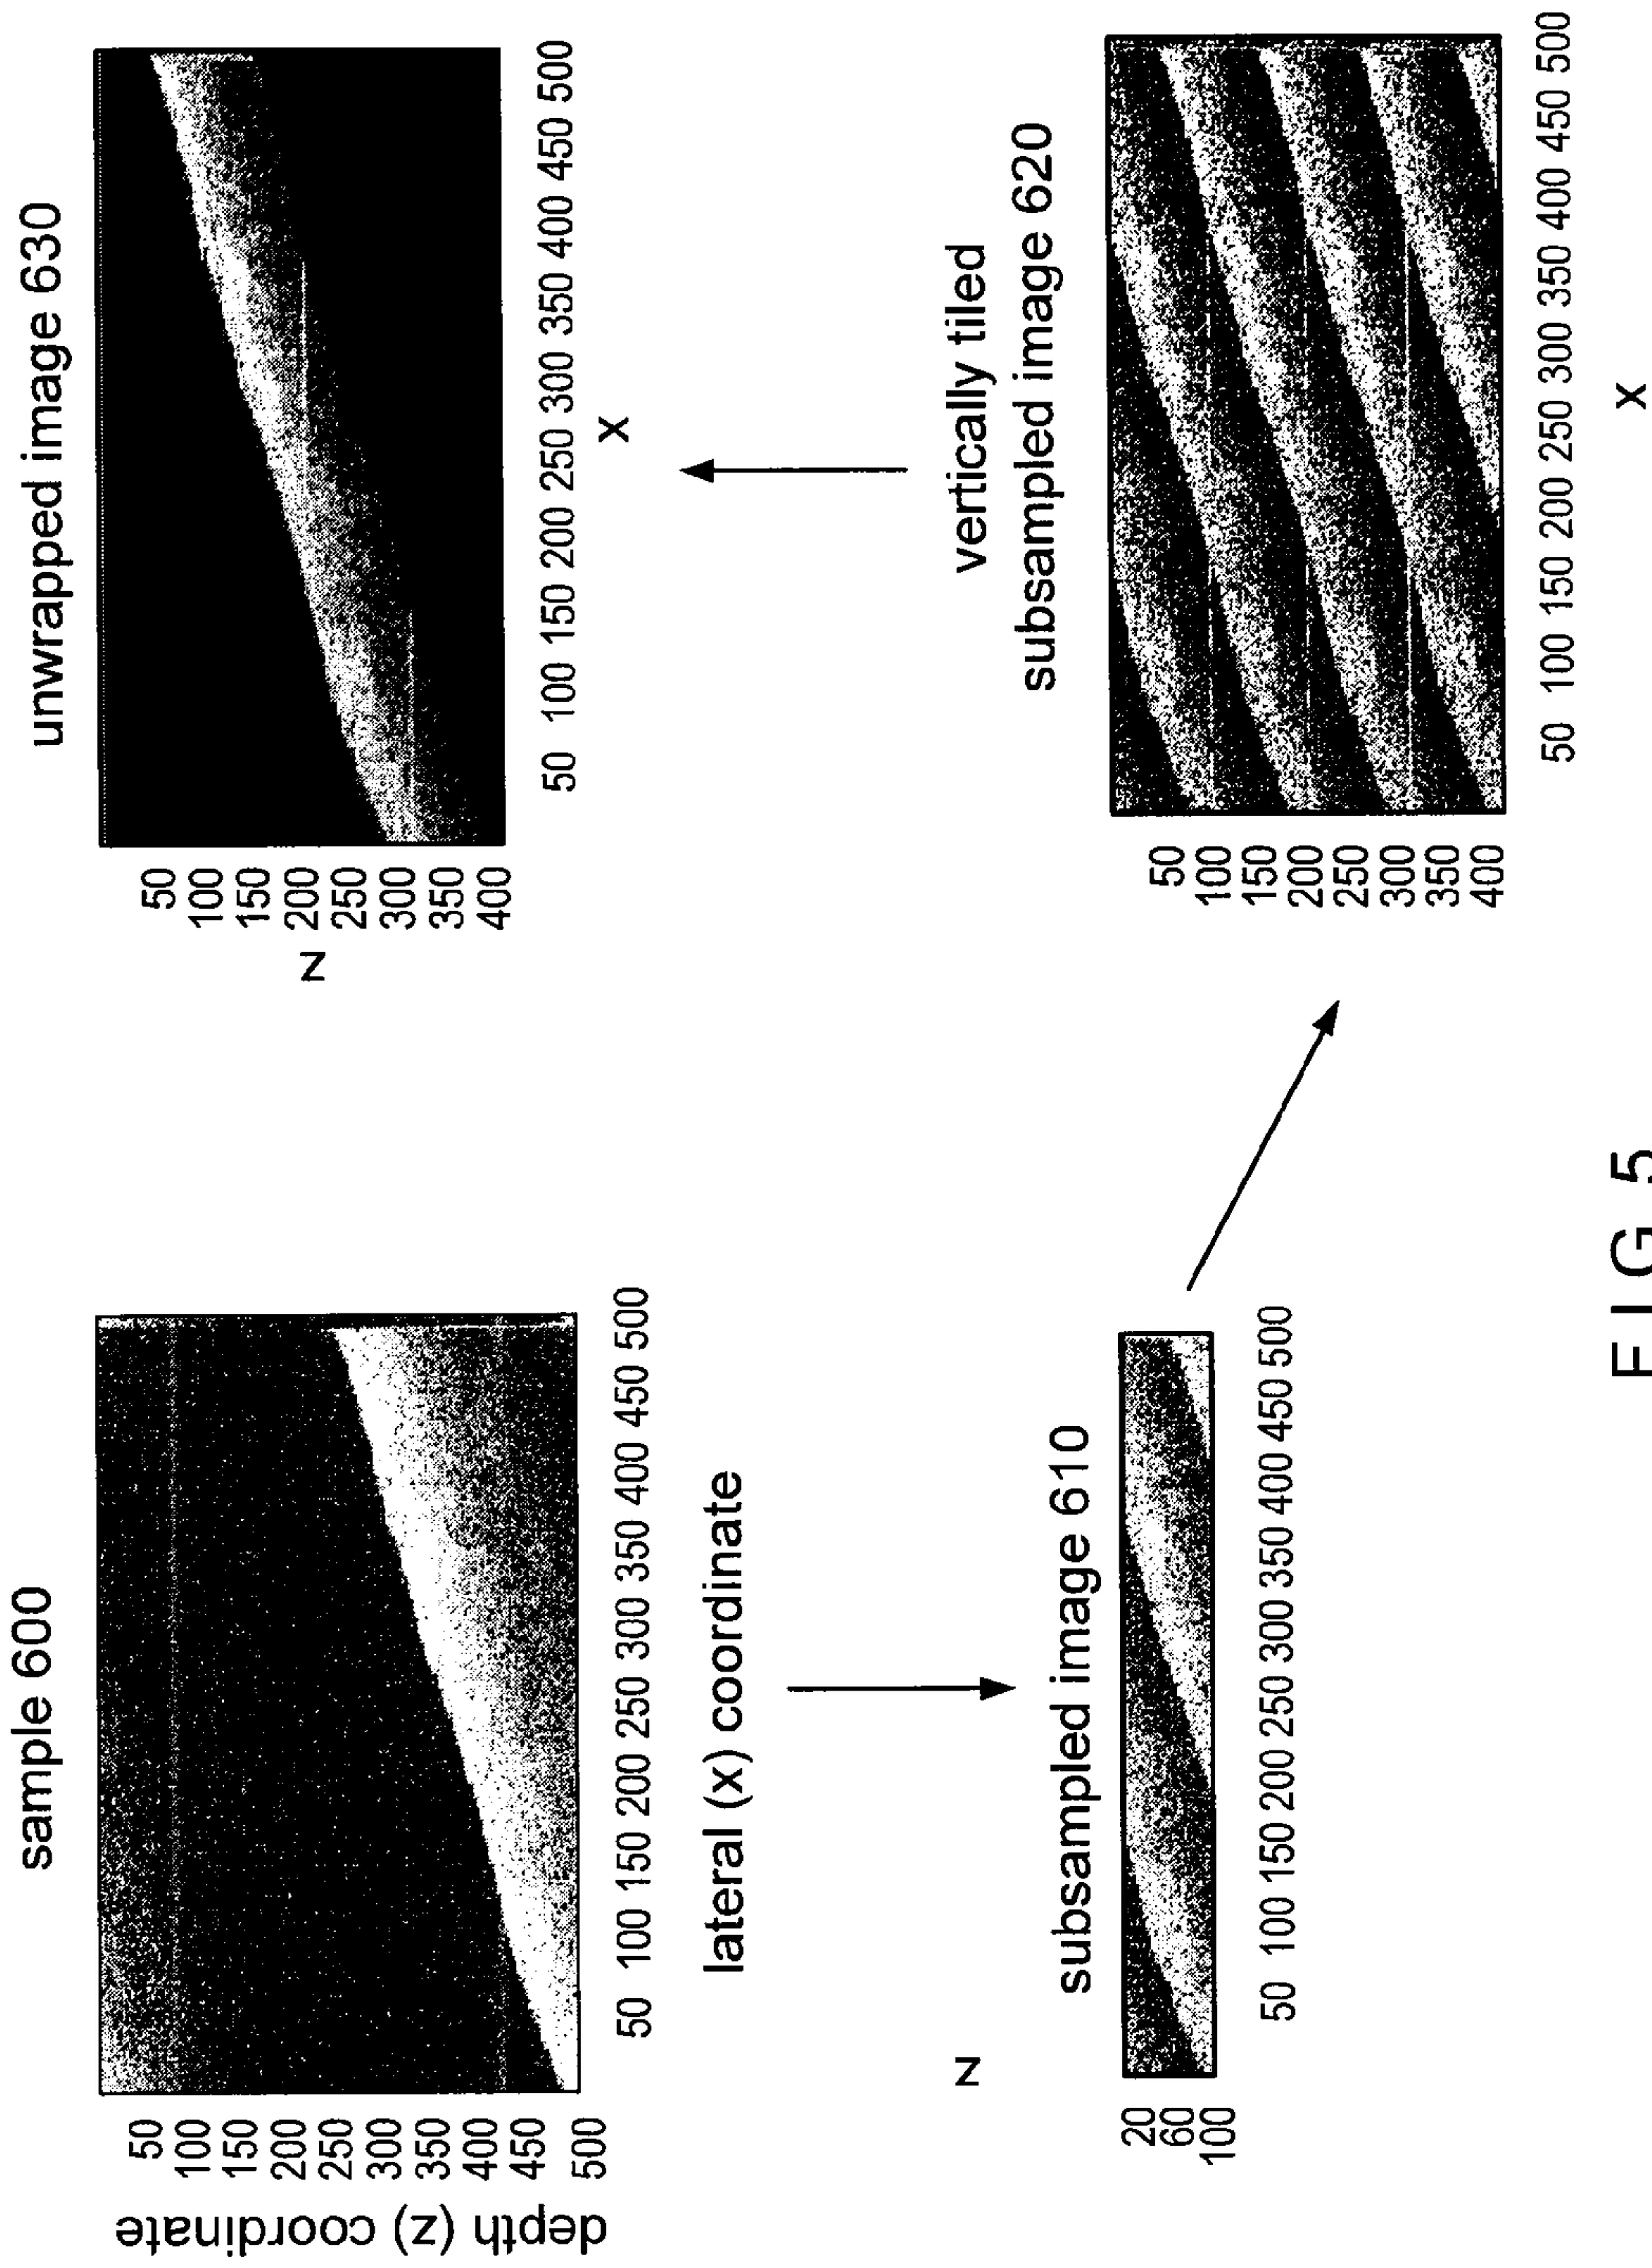 sample 600
depth (z) coordinate
50
100
150
200
250
300
350
400
450
500
50 100 150 200 250 300 350 400 450 500
lateral (x) coordinate
subsampled image 610
z
20
60
100
50 100 150 200 250 300 350 400 450 500
unwrapped image 630
z
50
100
150
200
250
300
350
400
50 100 150 200 250 300 350 400 450 500
x
vertically tiled
subsampled image 620
50
100
150
200
250
300
350
400
50 100 150 200 250 300 350 400 450 500
x
F I G 5